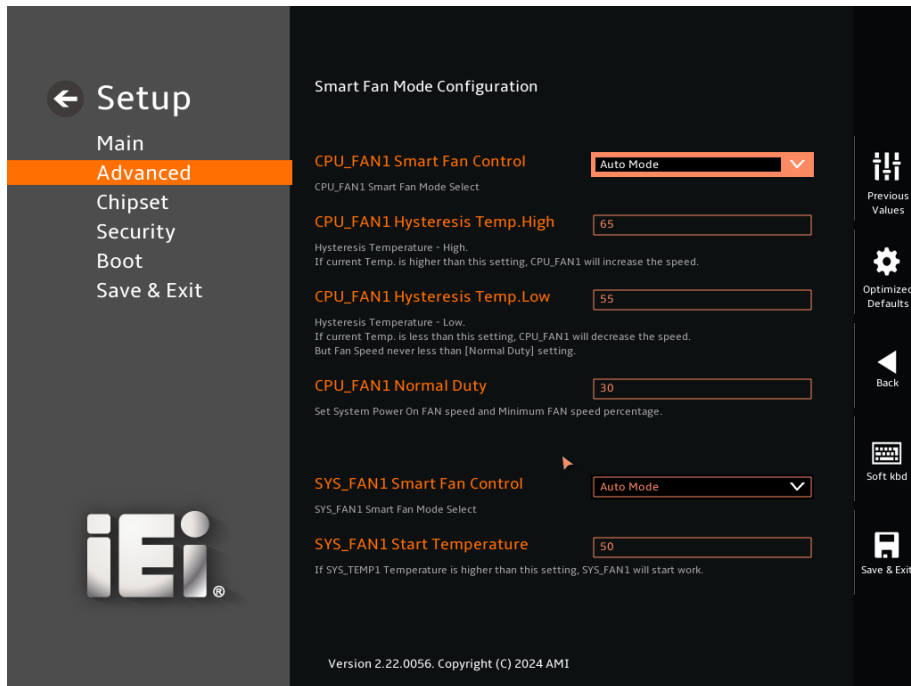 Setup
Main
Advanced
Chipset
Security
Boot
Save & Exit
iEi®
Smart Fan Mode Configuration
CPU_FAN1 Smart Fan Control
Auto Mode
CPU_FAN1 Smart Fan Mode Select
CPU_FAN1 Hysteresis Temp.High
65
Hysteresis Temperature - High.
If current Temp. is higher than this setting, CPU_FAN1 will increase the speed.
CPU_FAN1 Hysteresis Temp.Low
55
Hysteresis Temperature - Low.
If current Temp. is less than this setting, CPU_FAN1 will decrease the speed.
But Fan Speed never less than [Normal Duty] setting.
CPU_FAN1 Normal Duty
30
Set System Power On FAN speed and Minimum FAN speed percentage.
SYS_FAN1 Smart Fan Control
Auto Mode
SYS_FAN1 Smart Fan Mode Select
SYS_FAN1 Start Temperature
50
If SYS_TEMP1 Temperature is higher than this setting, SYS_FAN1 will start work.
Version 2.22.0056. Copyright (C) 2024 AMI
Previous
Values
Optimized
Defaults
Back
Soft kbd
Save & Exit